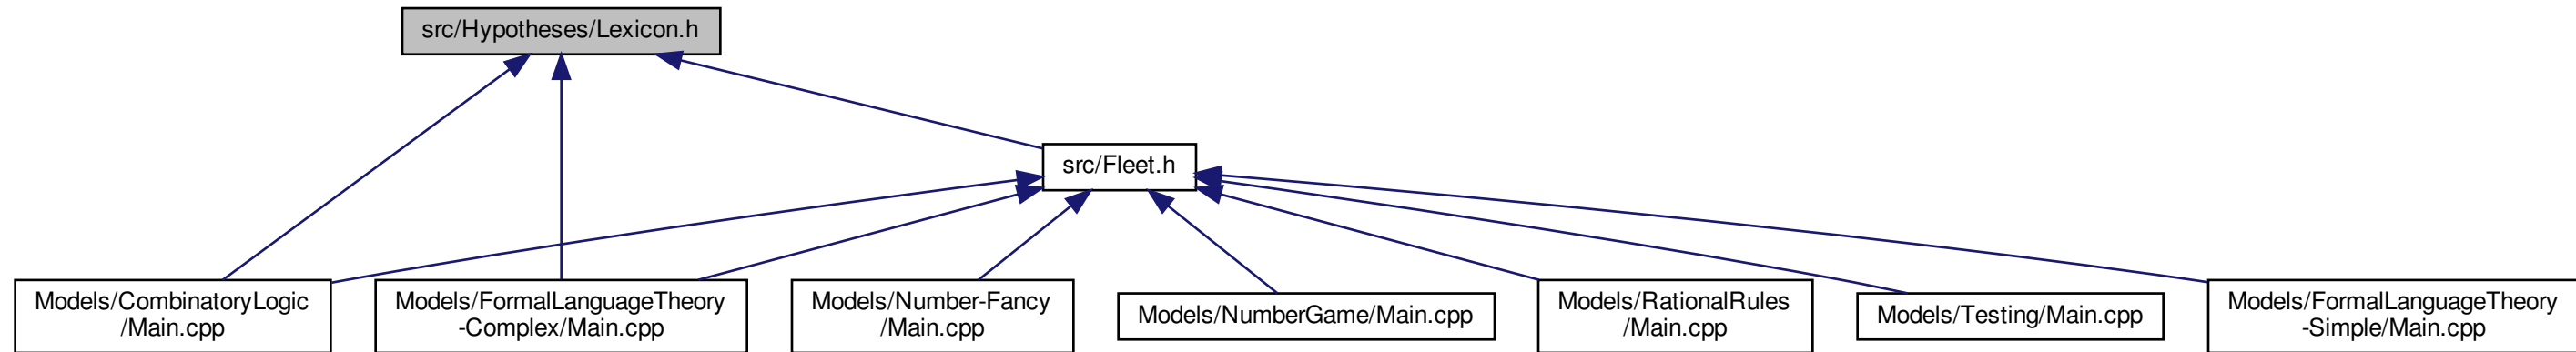 src/Hypotheses/Lexicon.h
src/Fleet.h
Models/CombinatoryLogic
/Main.cpp
Models/FormalLanguageTheory
-Complex/Main.cpp
Models/Number-Fancy
/Main.cpp
Models/NumberGame/Main.cpp
Models/RationalRules
/Main.cpp
Models/Testing/Main.cpp
Models/FormalLanguageTheory
-Simple/Main.cpp